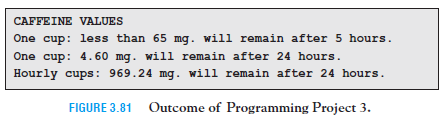 CAFFEINE VALUES
One cup: less than 65 mg. will remain after 5 hours.
One cup: 4.60 mg. will remain after 24 hours.
Hourly cups: 969.24 mg. will remain after 24 hours.
FIGURE 3.81 Outcome of Programming Project 3.